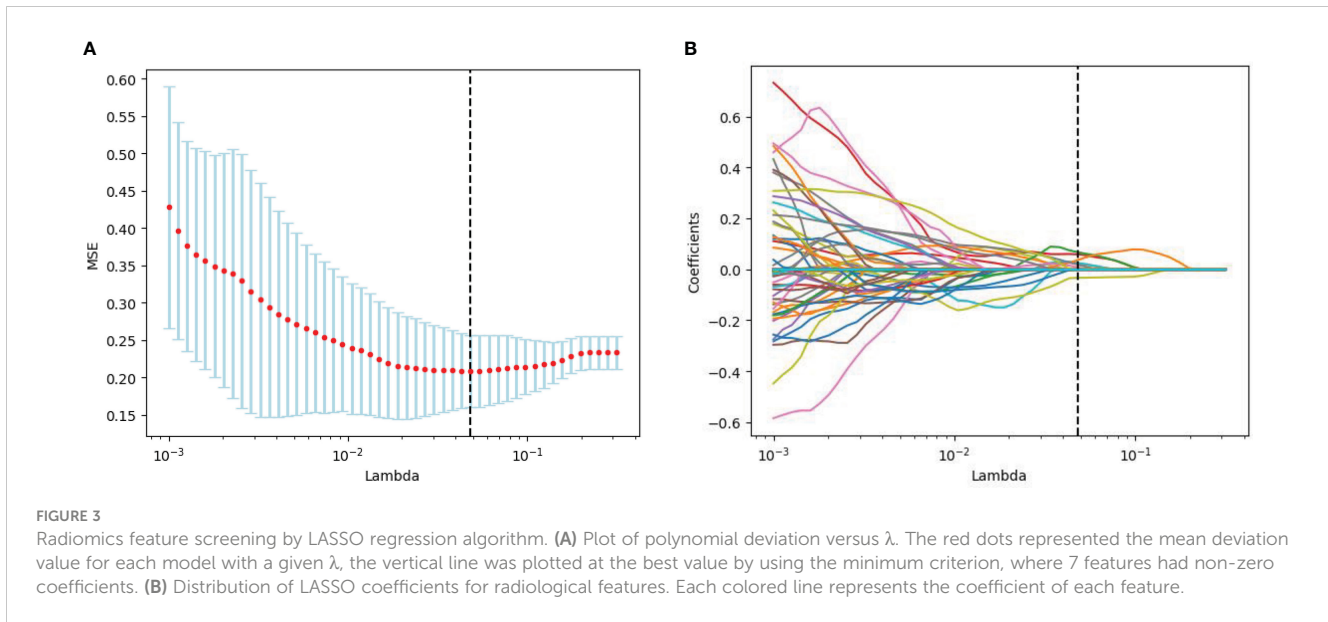 A
0.60
0.55
0.50
0.45
0.40
0.35
0.30
0.25
0.20
0.15
MSE
10⁻³
10⁻²
10⁻¹
Lambda
B
0.6
0.4
0.2
0.0
−0.2
−0.4
−0.6
Coefficients
10⁻³
10⁻²
10⁻¹
Lambda
FIGURE 3
Radiomics feature screening by LASSO regression algorithm. (A) Plot of polynomial deviation versus λ. The red dots represented the mean deviation
value for each model with a given λ, the vertical line was plotted at the best value by using the minimum criterion, where 7 features had non-zero
coefficients. (B) Distribution of LASSO coefficients for radiological features. Each colored line represents the coefficient of each feature.